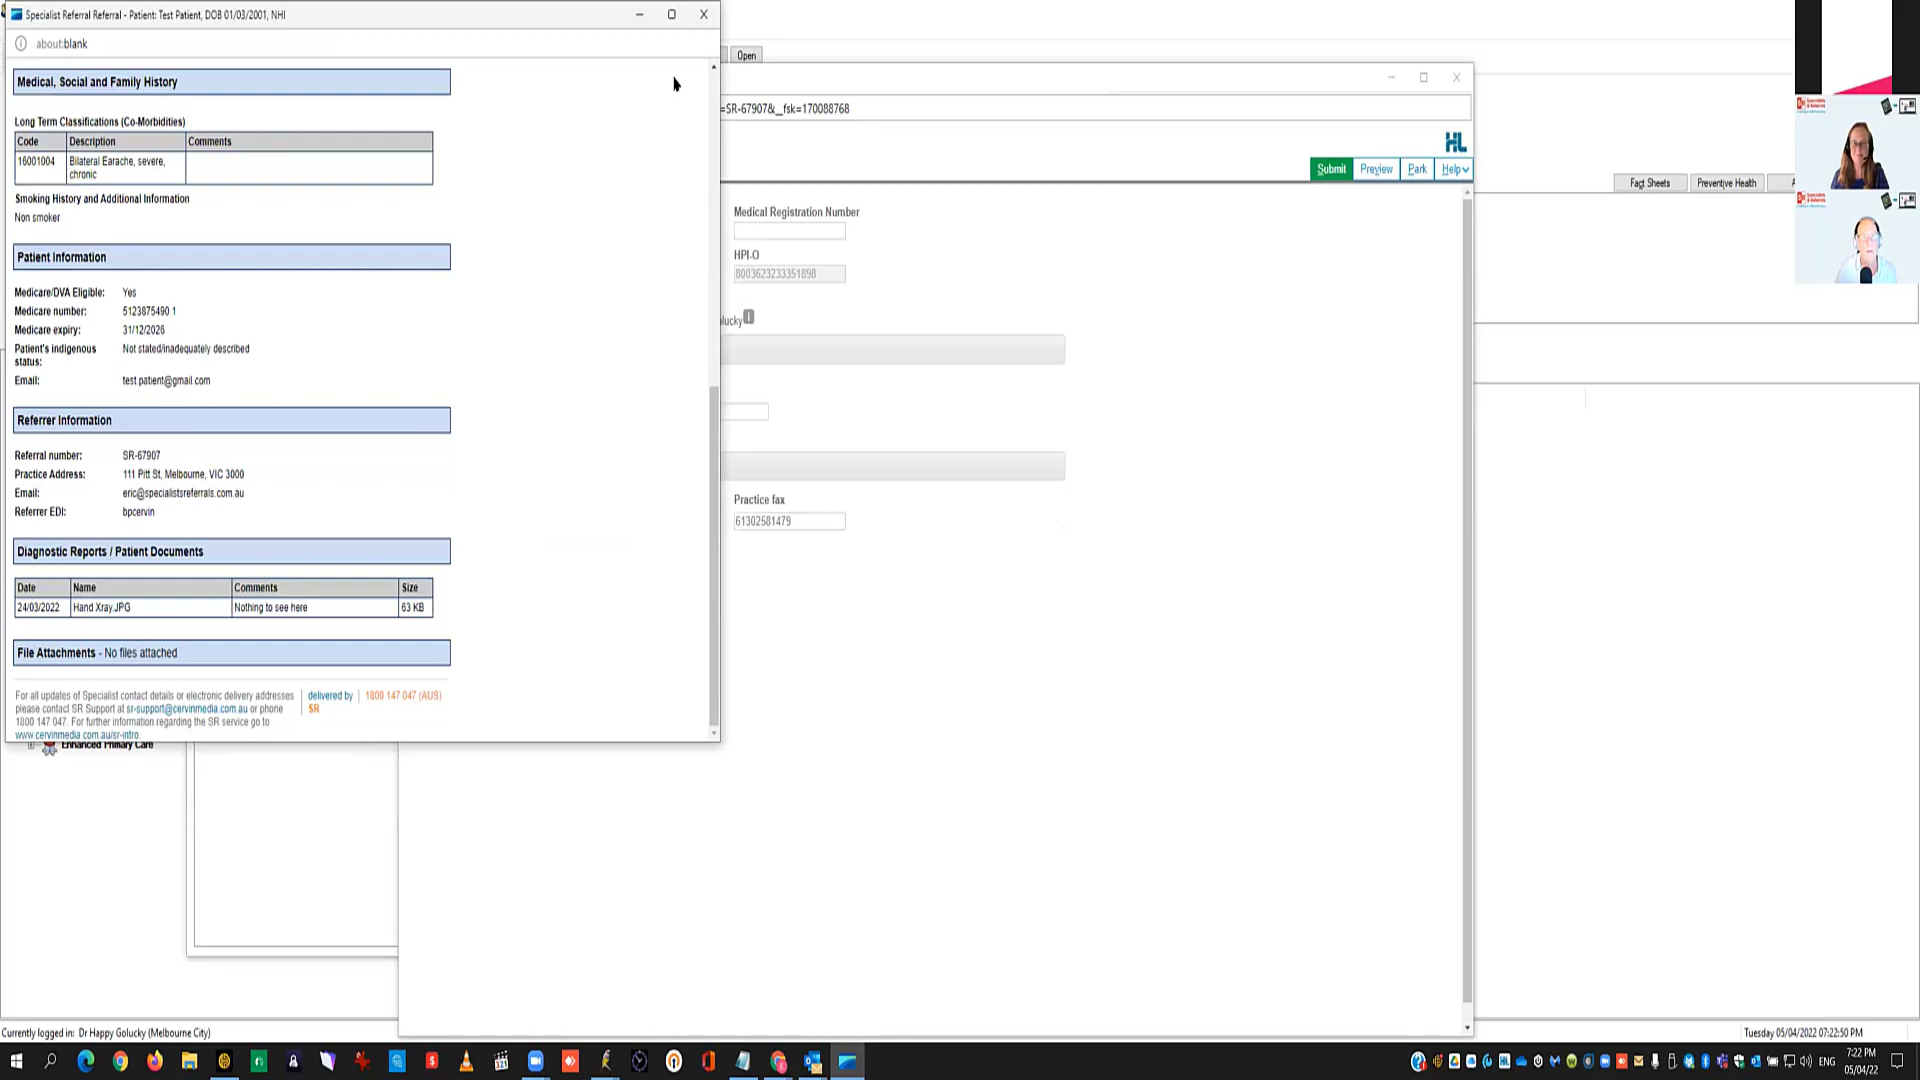 Specialist Referral Referral - Patient: Test Patient, DOB 01/03/2001, NHI
about:blank
Medical, Social and Family History
Long Term Classifications (Co-Morbidities)
Code Description Comments
16001004 Bilateral Earache, severe,
chronic
Smoking History and Additional Information
Non smoker
Patient Information
Medicare/DVA Eligible: Yes
Medicare number: 5123875490 1
Medicare expiry: 31/12/2026
Patient's indigenous Not stated/inadequately described
status:
Email: test.patient@gmail.com
Referrer Information
Referral number: SR-67907
Practice Address: 111 Pitt St, Melbourne, VIC 3000
Email: eric@specialistsreferrals.com.au
Referrer EDI: bpcervin
Diagnostic Reports / Patient Documents
Date Name Comments Size
24/03/2022 Hand Xray.JPG Nothing to see here 63 KB
File Attachments - No files attached
For all updates of Specialist contact details or electronic delivery addresses
please contact SR Support at sr-support@cervinmedia.com.au or phone
1800 147 047. For further information regarding the SR service go to
www.cervinmedia.com.au/sr-intro
delivered by
SR
1800 147 047 (AUS)
Enhanced Primary Care
Open
=SR-67907&__fsk=170088768
HL
Submit Preview Park Help
Medical Registration Number
HPI-O
8003623233351898
olucky
Practice fax
61302581479
Fact Sheets Preventive Health
Currently logged in: Dr Happy Golucky (Melbourne City)
Tuesday 05/04/2022 07:22:50 PM
ENG
7:22 PM
05/04/22